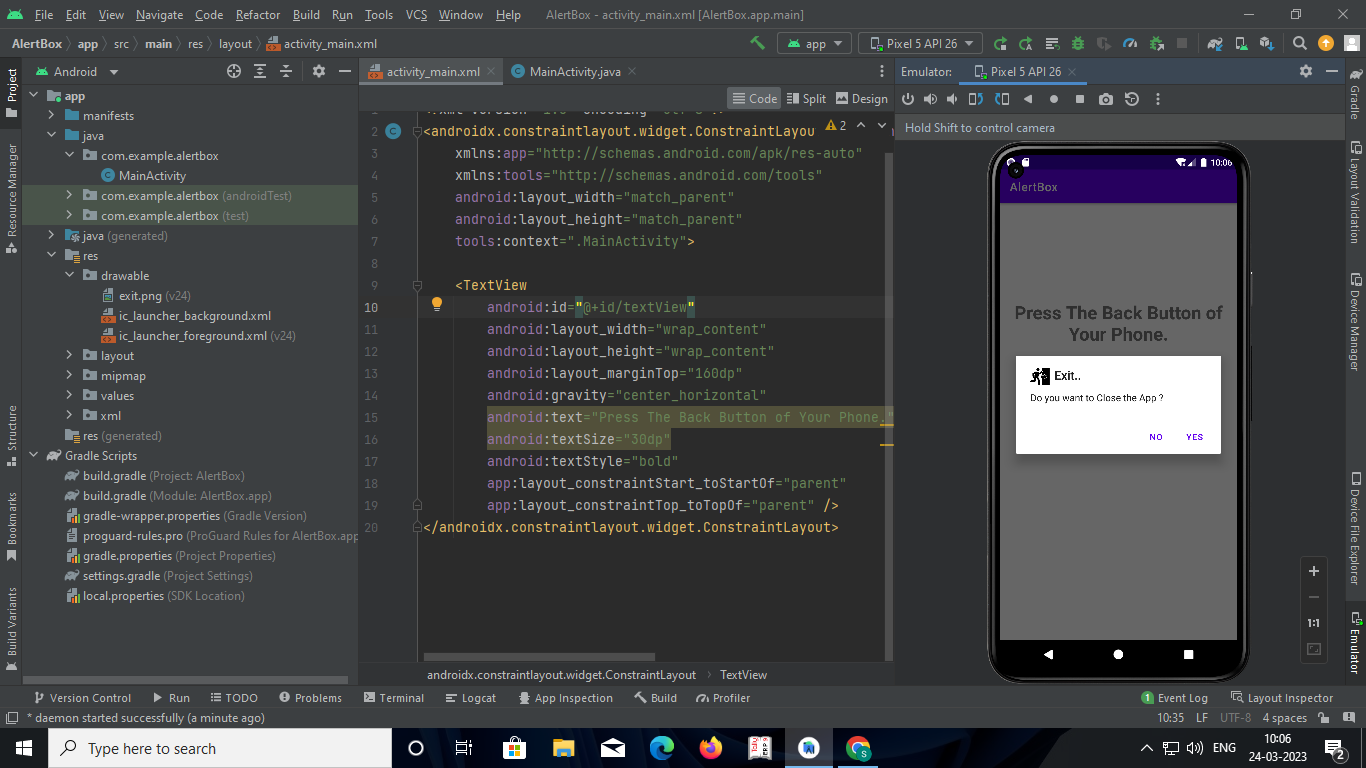 File Edit View Navigate Code Refactor Build Run Tools VCS Window Help AlertBox - activity_main.xml [AlertBox.app.main]
AlertBox app src main res layout activity_main.xml app Pixel 5 API 26
Android activity_main.xml MainActivity.java Emulator: Pixel 5 API 26
Code Split Design
Hold Shift to control camera
Project
Resource Manager
Structure
Bookmarks
Build Variants
app
manifests
java
com.example.alertbox
MainActivity
com.example.alertbox (androidTest)
com.example.alertbox (test)
java (generated)
res
drawable
exit.png (v24)
ic_launcher_background.xml
ic_launcher_foreground.xml (v24)
layout
mipmap
values
xml
res (generated)
Gradle Scripts
build.gradle (Project: AlertBox)
build.gradle (Module: AlertBox.app)
gradle-wrapper.properties (Gradle Version)
proguard-rules.pro (ProGuard Rules for AlertBox.app
gradle.properties (Project Properties)
settings.gradle (Project Settings)
local.properties (SDK Location)
2 <androidx.constraintlayout.widget.ConstraintLayou 2
3 xmlns:app="http://schemas.android.com/apk/res-auto"
4 xmlns:tools="http://schemas.android.com/tools"
5 android:layout_width="match_parent"
6 android:layout_height="match_parent"
7 tools:context=".MainActivity">
8
9 <TextView
10 android:id="@+id/textView"
11 android:layout_width="wrap_content"
12 android:layout_height="wrap_content"
13 android:layout_marginTop="160dp"
14 android:gravity="center_horizontal"
15 android:text="Press The Back Button of Your Phone."
16 android:textSize="30dp"
17 android:textStyle="bold"
18 app:layout_constraintStart_toStartOf="parent"
19 app:layout_constraintTop_toTopOf="parent" />
20 </androidx.constraintlayout.widget.ConstraintLayout>
androidx.constraintlayout.widget.ConstraintLayout TextView
10:06
AlertBox
Press The Back Button of
Your Phone.
Exit..
Do you want to Close the App ?
NO YES
1:1
Gradle
Layout Validation
Device Manager
Device File Explorer
Emulator
Version Control Run TODO Problems Terminal Logcat App Inspection Build Profiler 1 Event Log Layout Inspector
* daemon started successfully (a minute ago) 10:35 LF UTF-8 4 spaces
Type here to search ENG 10:06
24-03-2023 2